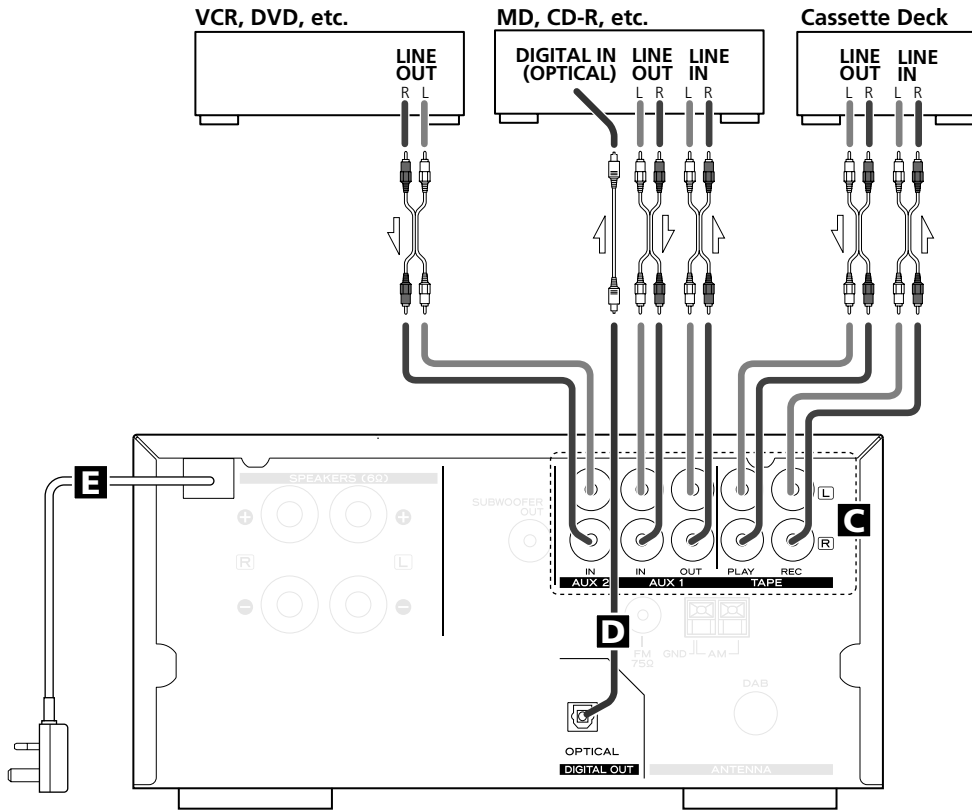 VCR, DVD, etc.
MD, CD-R, etc.
Cassette Deck
LINE OUT
R L
DIGITAL IN (OPTICAL)
LINE OUT
L R
LINE IN
L R
LINE OUT
L R
LINE IN
L R
E
SPEAKERS (6Ω)
+ +
R L
− −
SUBWOOFER OUT
L
R
C
IN
AUX 2
IN OUT
AUX 1
PLAY REC
TAPE
D
FM 75Ω
GND AM
DAB
OPTICAL
DIGITAL OUT
ANTENNA